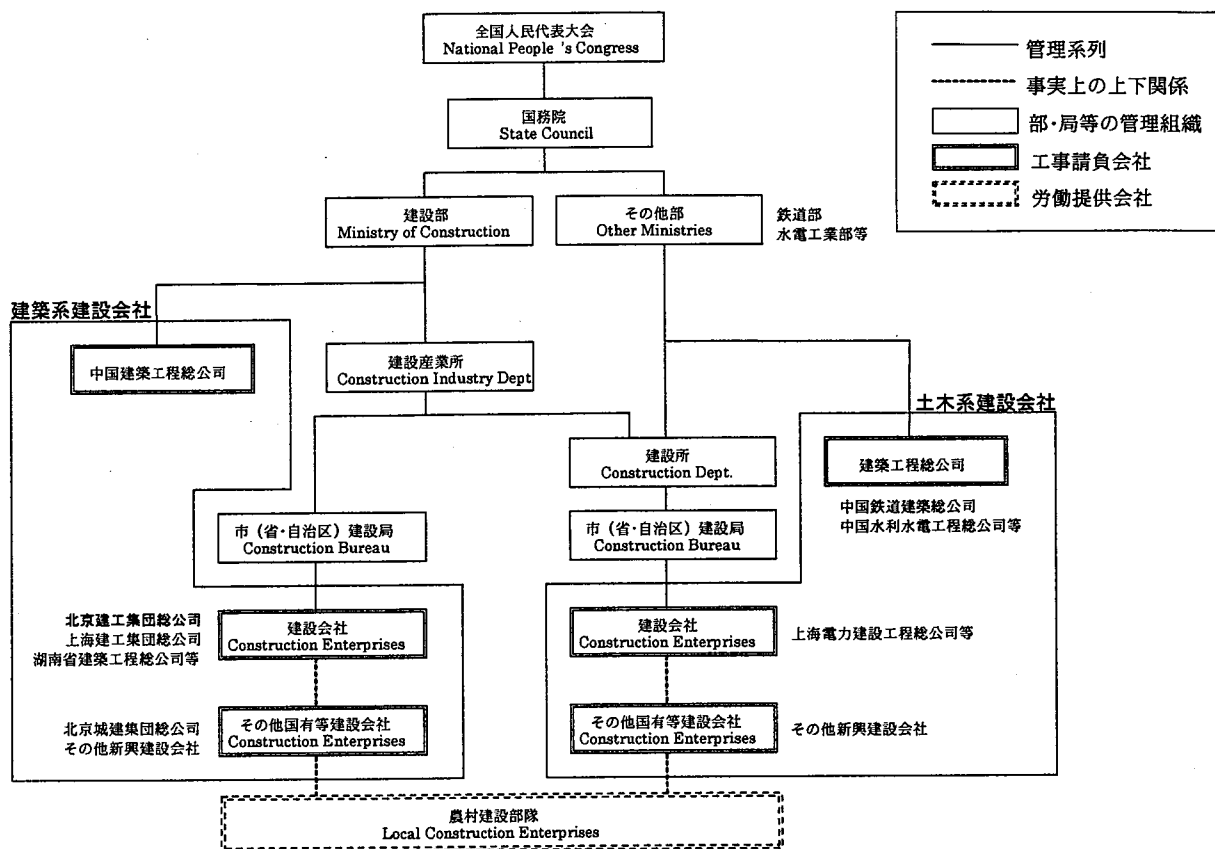 全国人民代表大会
National People 's Congress
国務院
State Council
建設部
Ministry of Construction
その他部
Other Ministries
鉄道部
水電工業部等
管理系列
事実上の上下関係
部・局等の管理組織
工事請負会社
労働提供会社
建築系建設会社
中国建築工程総公司
建設産業所
Construction Industry Dept
土木系建設会社
建設所
Construction Dept.
建築工程総公司
中国鉄道建築総公司
中国水利水電工程総公司等
市（省・自治区）建設局
Construction Bureau
市（省・自治区）建設局
Construction Bureau
北京建工集団総公司
上海建工集団総公司
湖南省建築工程総公司等
建設会社
Construction Enterprises
建設会社
Construction Enterprises
上海電力建設工程総公司等
北京城建集団総公司
その他新興建設会社
その他国有等建設会社
Construction Enterprises
その他国有等建設会社
Construction Enterprises
その他新興建設会社
農村建設部隊
Local Construction Enterprises